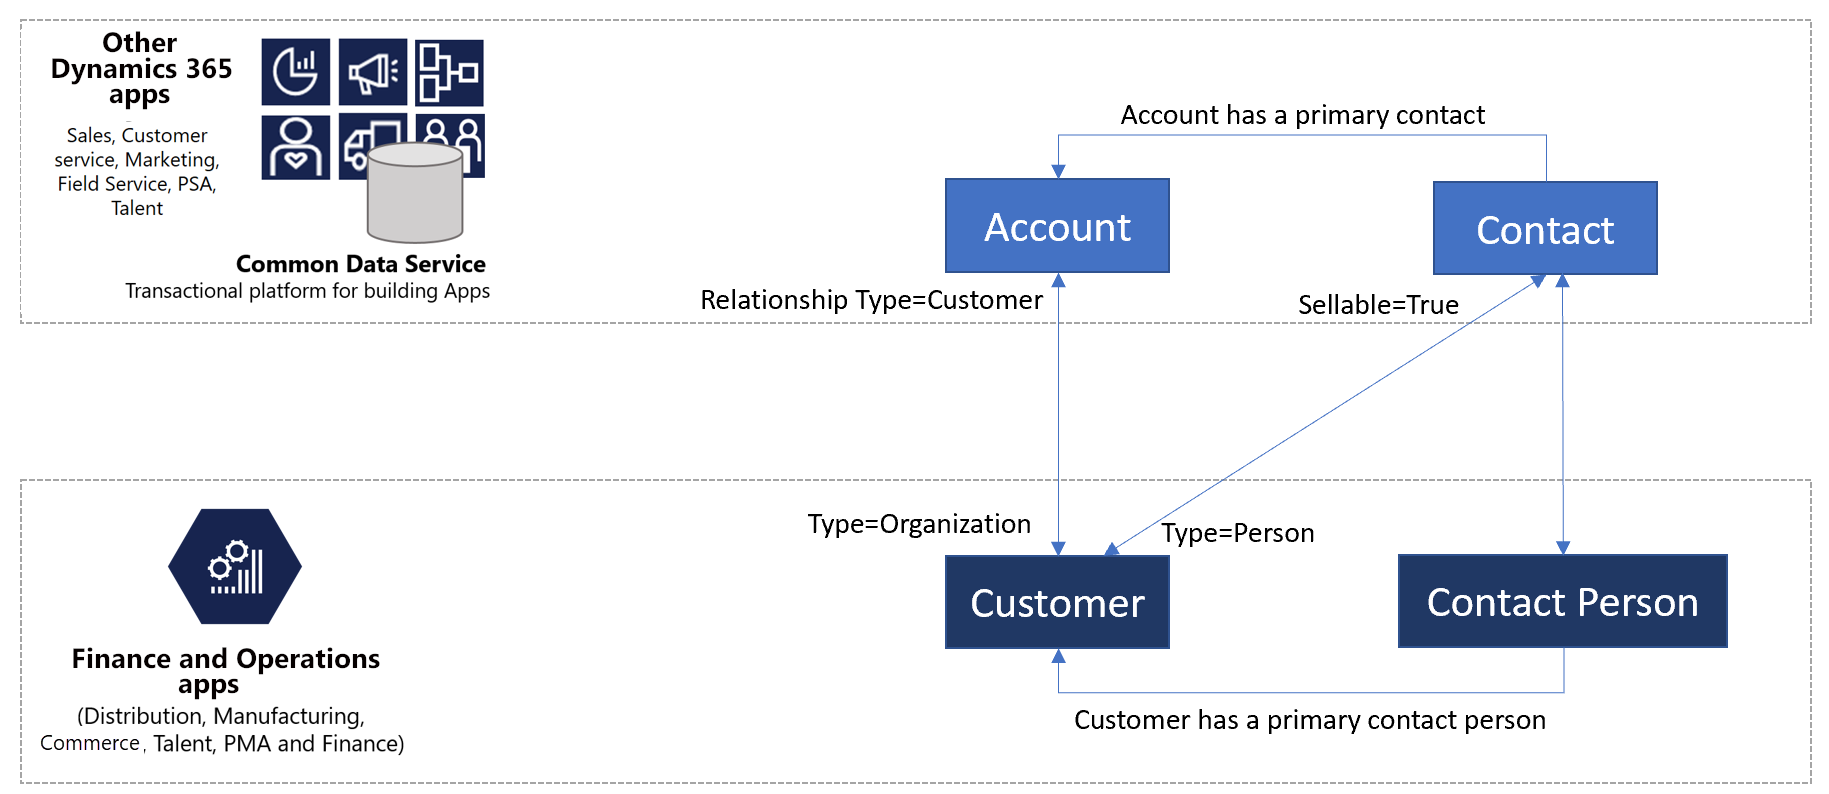 Other
Dynamics 365
apps
Sales, Customer
service, Marketing,
Field Service, PSA,
Talent
Common Data Service
Transactional platform for building Apps
Account has a primary contact
Account
Contact
Relationship Type=Customer
Sellable=True
Type=Organization
Type=Person
Customer
Contact Person
Customer has a primary contact person
Finance and Operations
apps
(Distribution, Manufacturing,
Commerce, Talent, PMA and Finance)